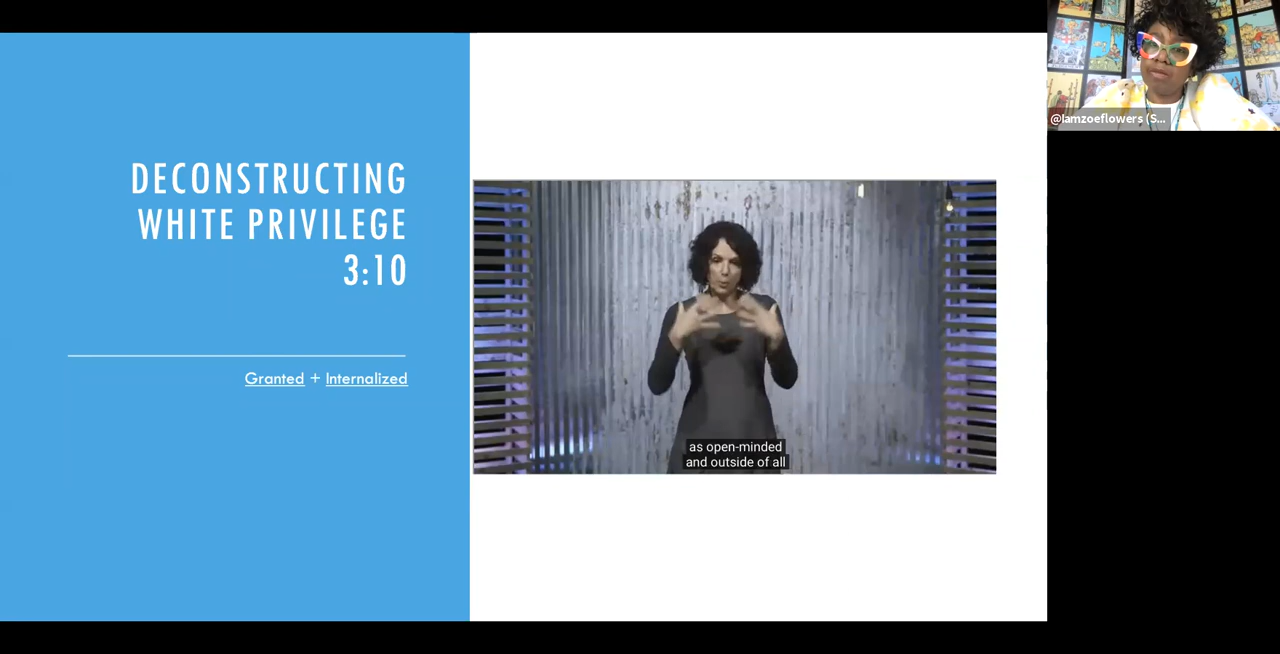 DECONSTRUCTING
WHITE PRIVILEGE
3:10
Granted + Internalized
as open-minded
and outside of all
@Iamzoeflowers (S...